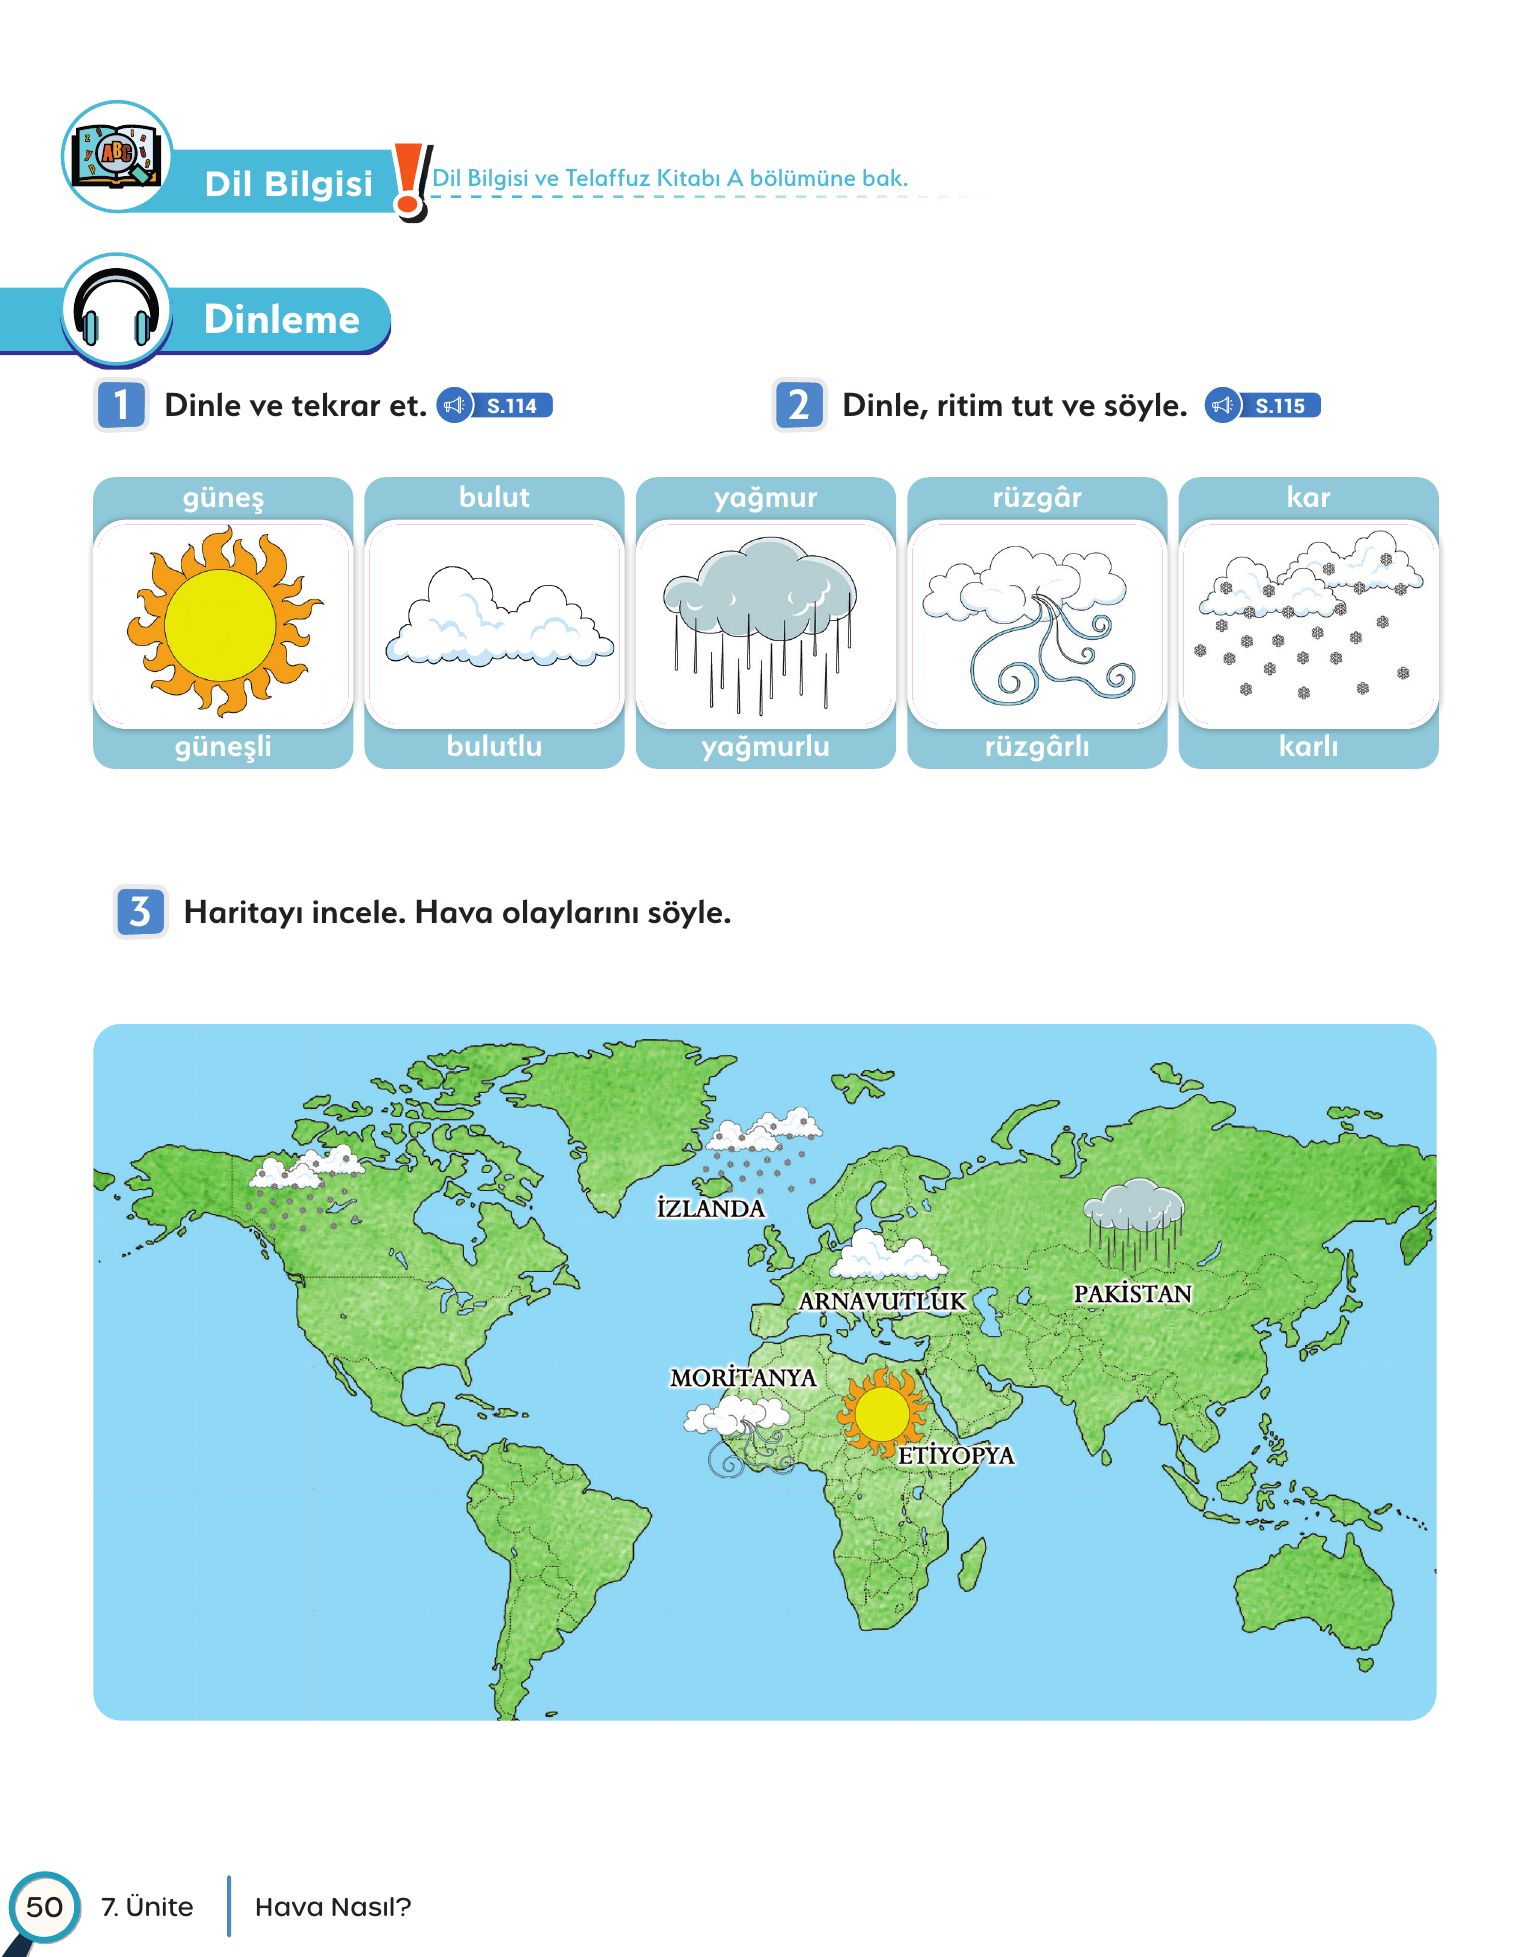 Dil Bilgisi
Dil Bilgisi ve Telaffuz Kitabı A bölümüne bak.
Dinleme
1 Dinle ve tekrar et. S.114
2 Dinle, ritim tut ve söyle. S.115
güneş bulut yağmur rüzgâr kar
güneşli bulutlu yağmurlu rüzgârlı karlı
3 Haritayı incele. Hava olaylarını söyle.
İZLANDA
ARNAVUTLUK
PAKİSTAN
MORİTANYA
ETİYOPYA
50 7. Ünite Hava Nasıl?